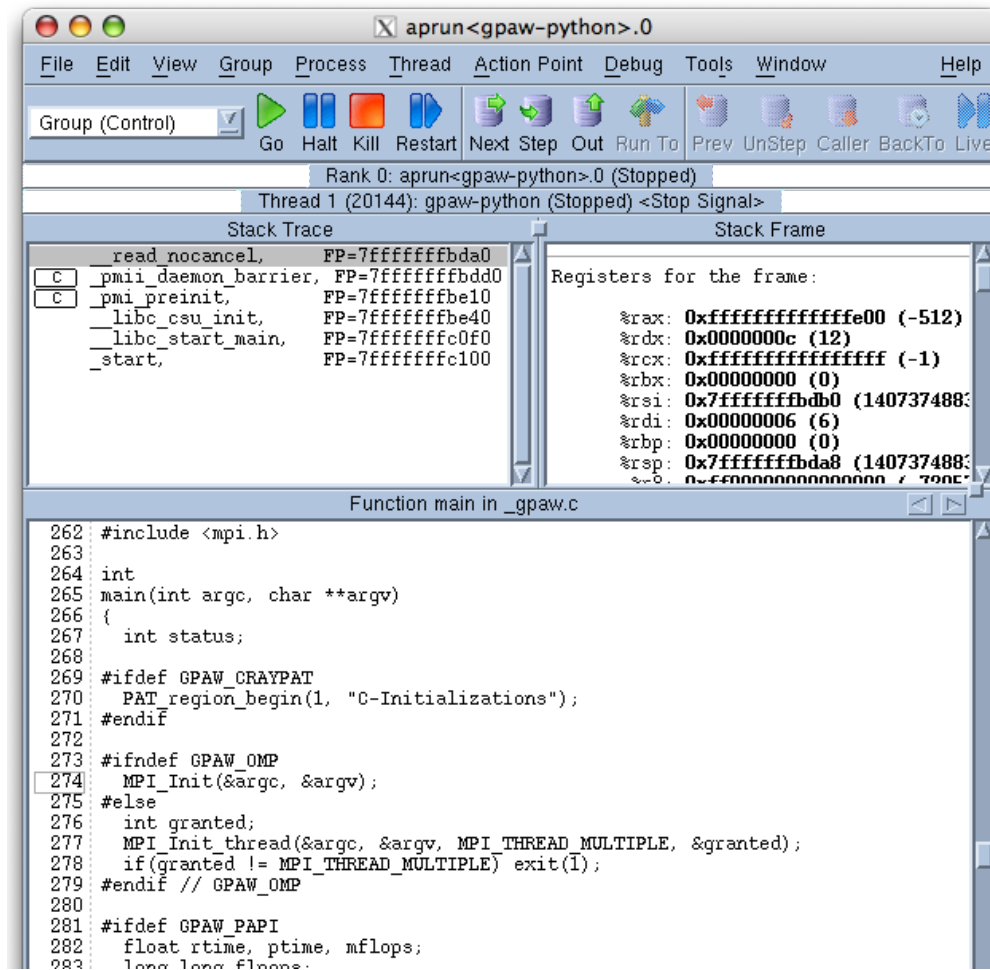 X aprun<gpaw-python>.0
File Edit View Group Process Thread Action Point Debug Tools Window Help
Group (Control)
Go Halt Kill Restart Next Step Out Run To Prev UnStep Caller BackTo Live
Rank 0: aprun<gpaw-python>.0 (Stopped)
Thread 1 (20144): gpaw-python (Stopped) <Stop Signal>
Stack Trace
__read_nocancel, FP=7fffffffbda0
C _pmii_daemon_barrier, FP=7fffffffbdd0
C _pmi_preinit, FP=7fffffffbe10
__libc_csu_init, FP=7fffffffbe40
__libc_start_main, FP=7fffffffc0f0
_start, FP=7fffffffc100
Stack Frame
Registers for the frame:
%rax: 0xfffffffffffffe00 (-512)
%rdx: 0x0000000c (12)
%rcx: 0xffffffffffffffff (-1)
%rbx: 0x00000000 (0)
%rsi: 0x7fffffffbdb0 (1407374883
%rdi: 0x00000006 (6)
%rbp: 0x00000000 (0)
%rsp: 0x7fffffffbda8 (1407374883
Function main in _gpaw.c
262 #include <mpi.h>
263
264 int
265 main(int argc, char **argv)
266 {
267 int status;
268
269 #ifdef GPAW_CRAYPAT
270 PAT_region_begin(1, "C-Initializations");
271 #endif
272
273 #ifndef GPAW_OMP
274 MPI_Init(&argc, &argv);
275 #else
276 int granted;
277 MPI_Init_thread(&argc, &argv, MPI_THREAD_MULTIPLE, &granted);
278 if(granted != MPI_THREAD_MULTIPLE) exit(1);
279 #endif // GPAW_OMP
280
281 #ifdef GPAW_PAPI
282 float rtime, ptime, mflops;
283 long long flpops;